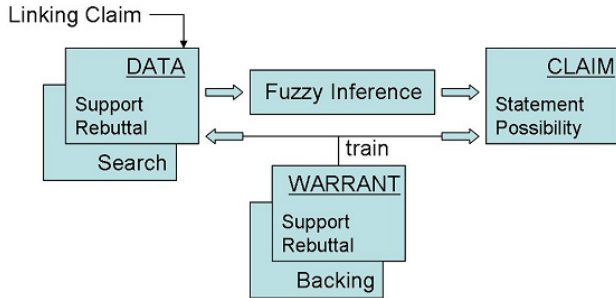 Linking Claim
DATA
Support
Rebuttal
Search
Fuzzy Inference
CLAIM
Statement
Possibility
train
WARRANT
Support
Rebuttal
Backing